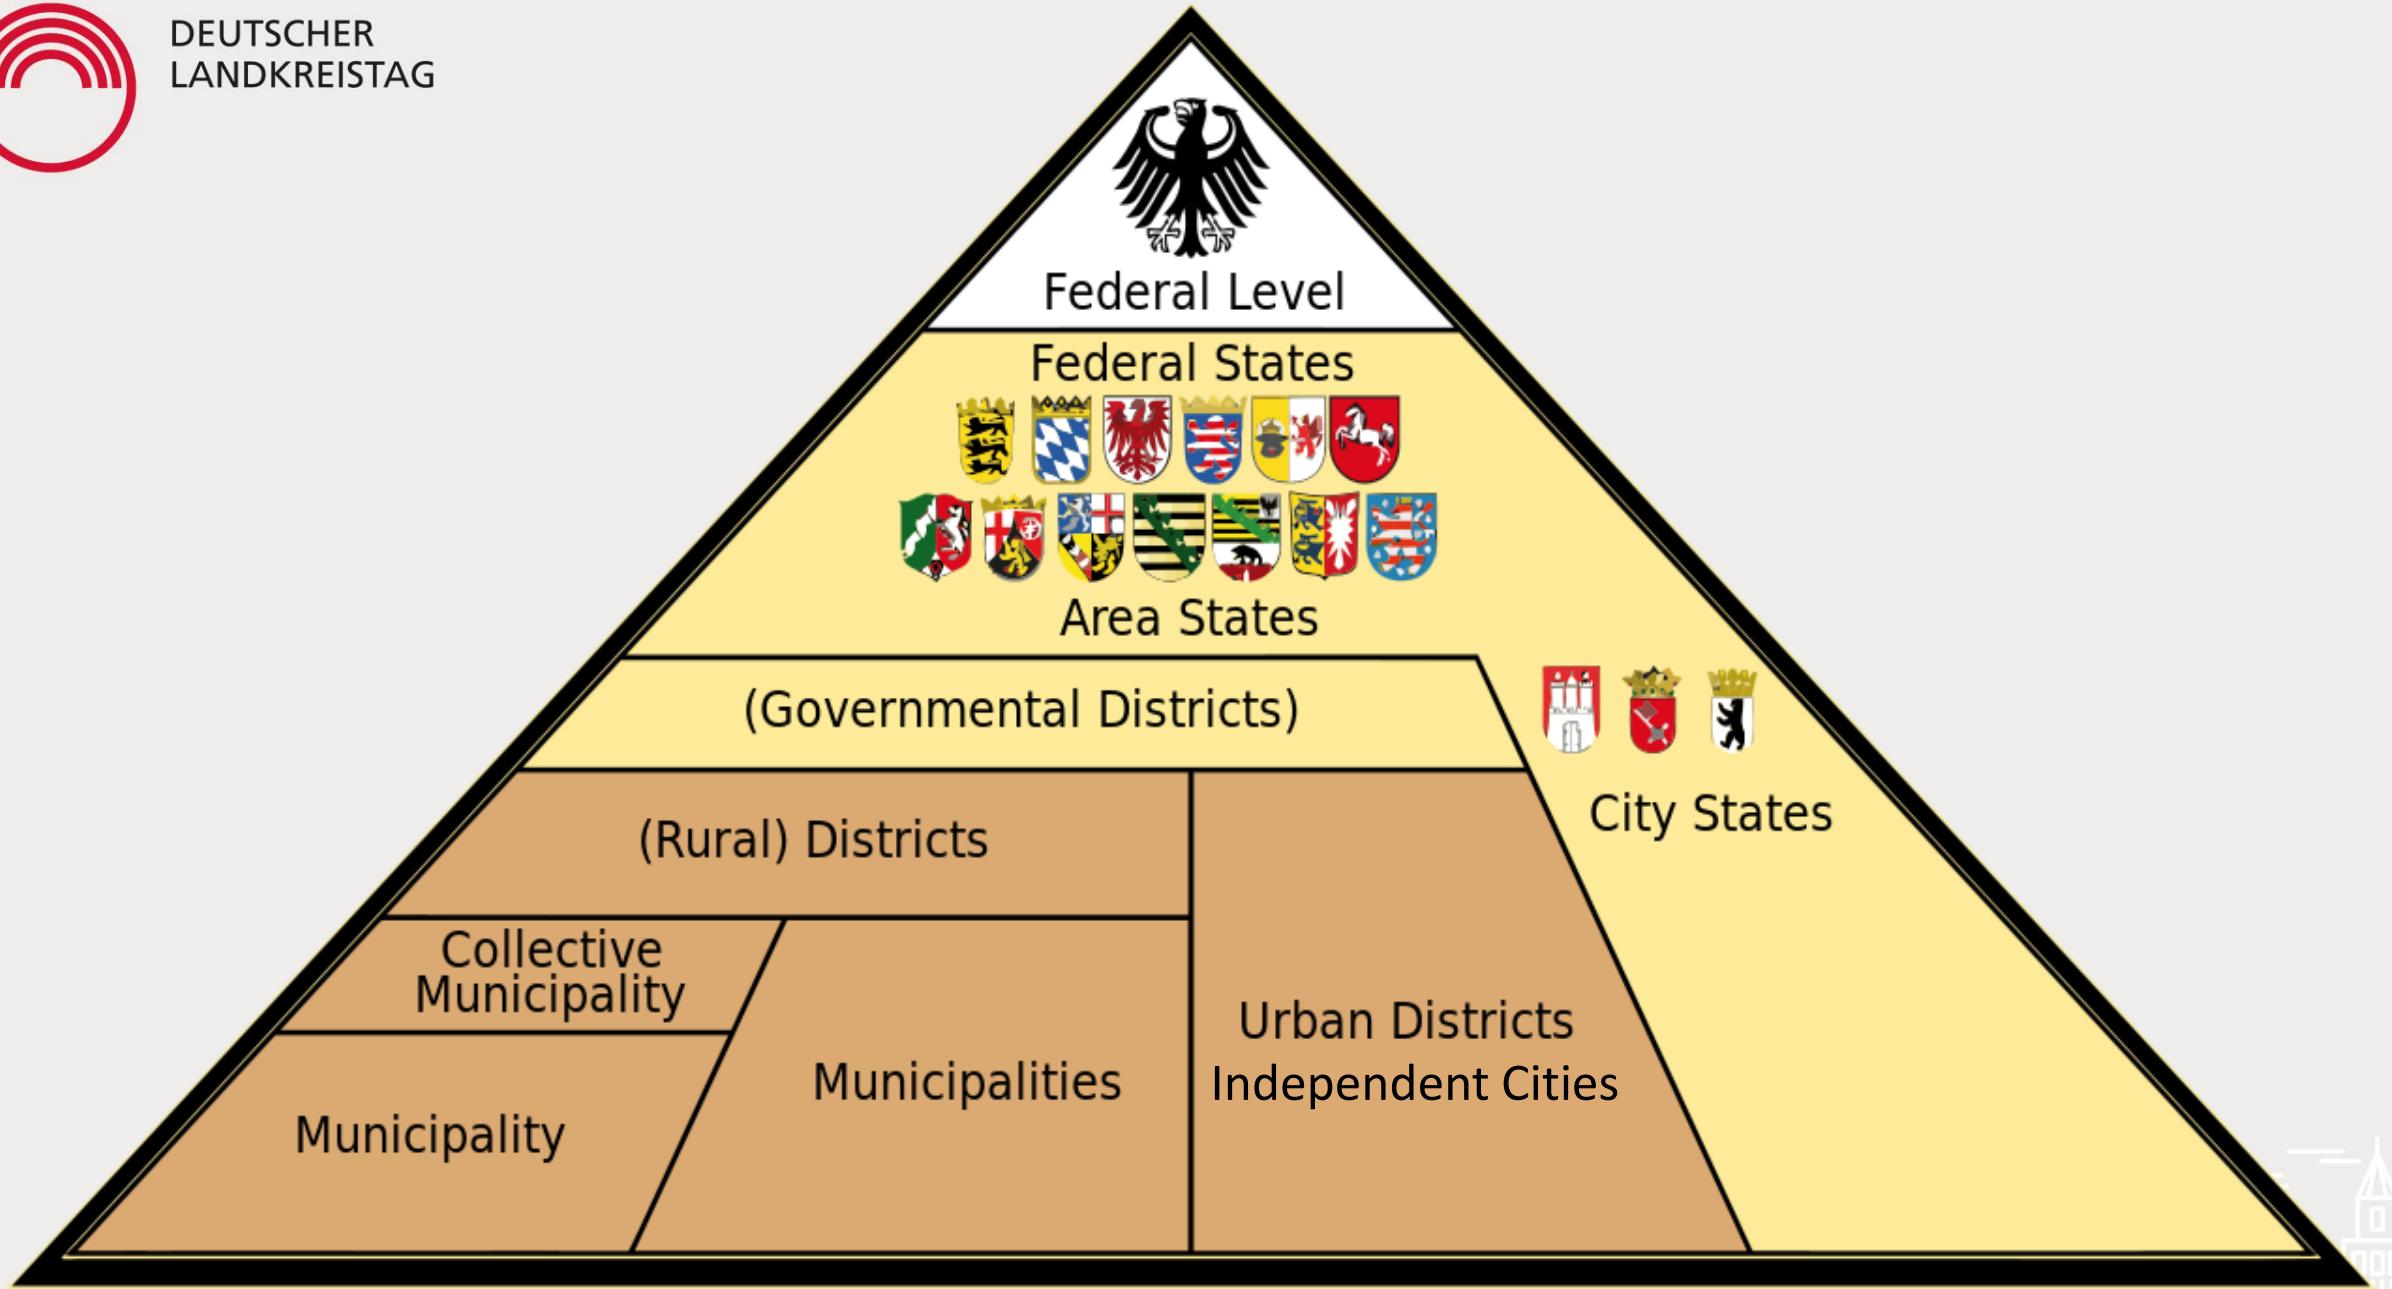 DEUTSCHER
LANDKREISTAG
Federal Level
Federal States
Area States
(Governmental Districts)
City States
(Rural) Districts
Collective
Municipality
Municipality
Municipalities
Urban Districts
Independent Cities